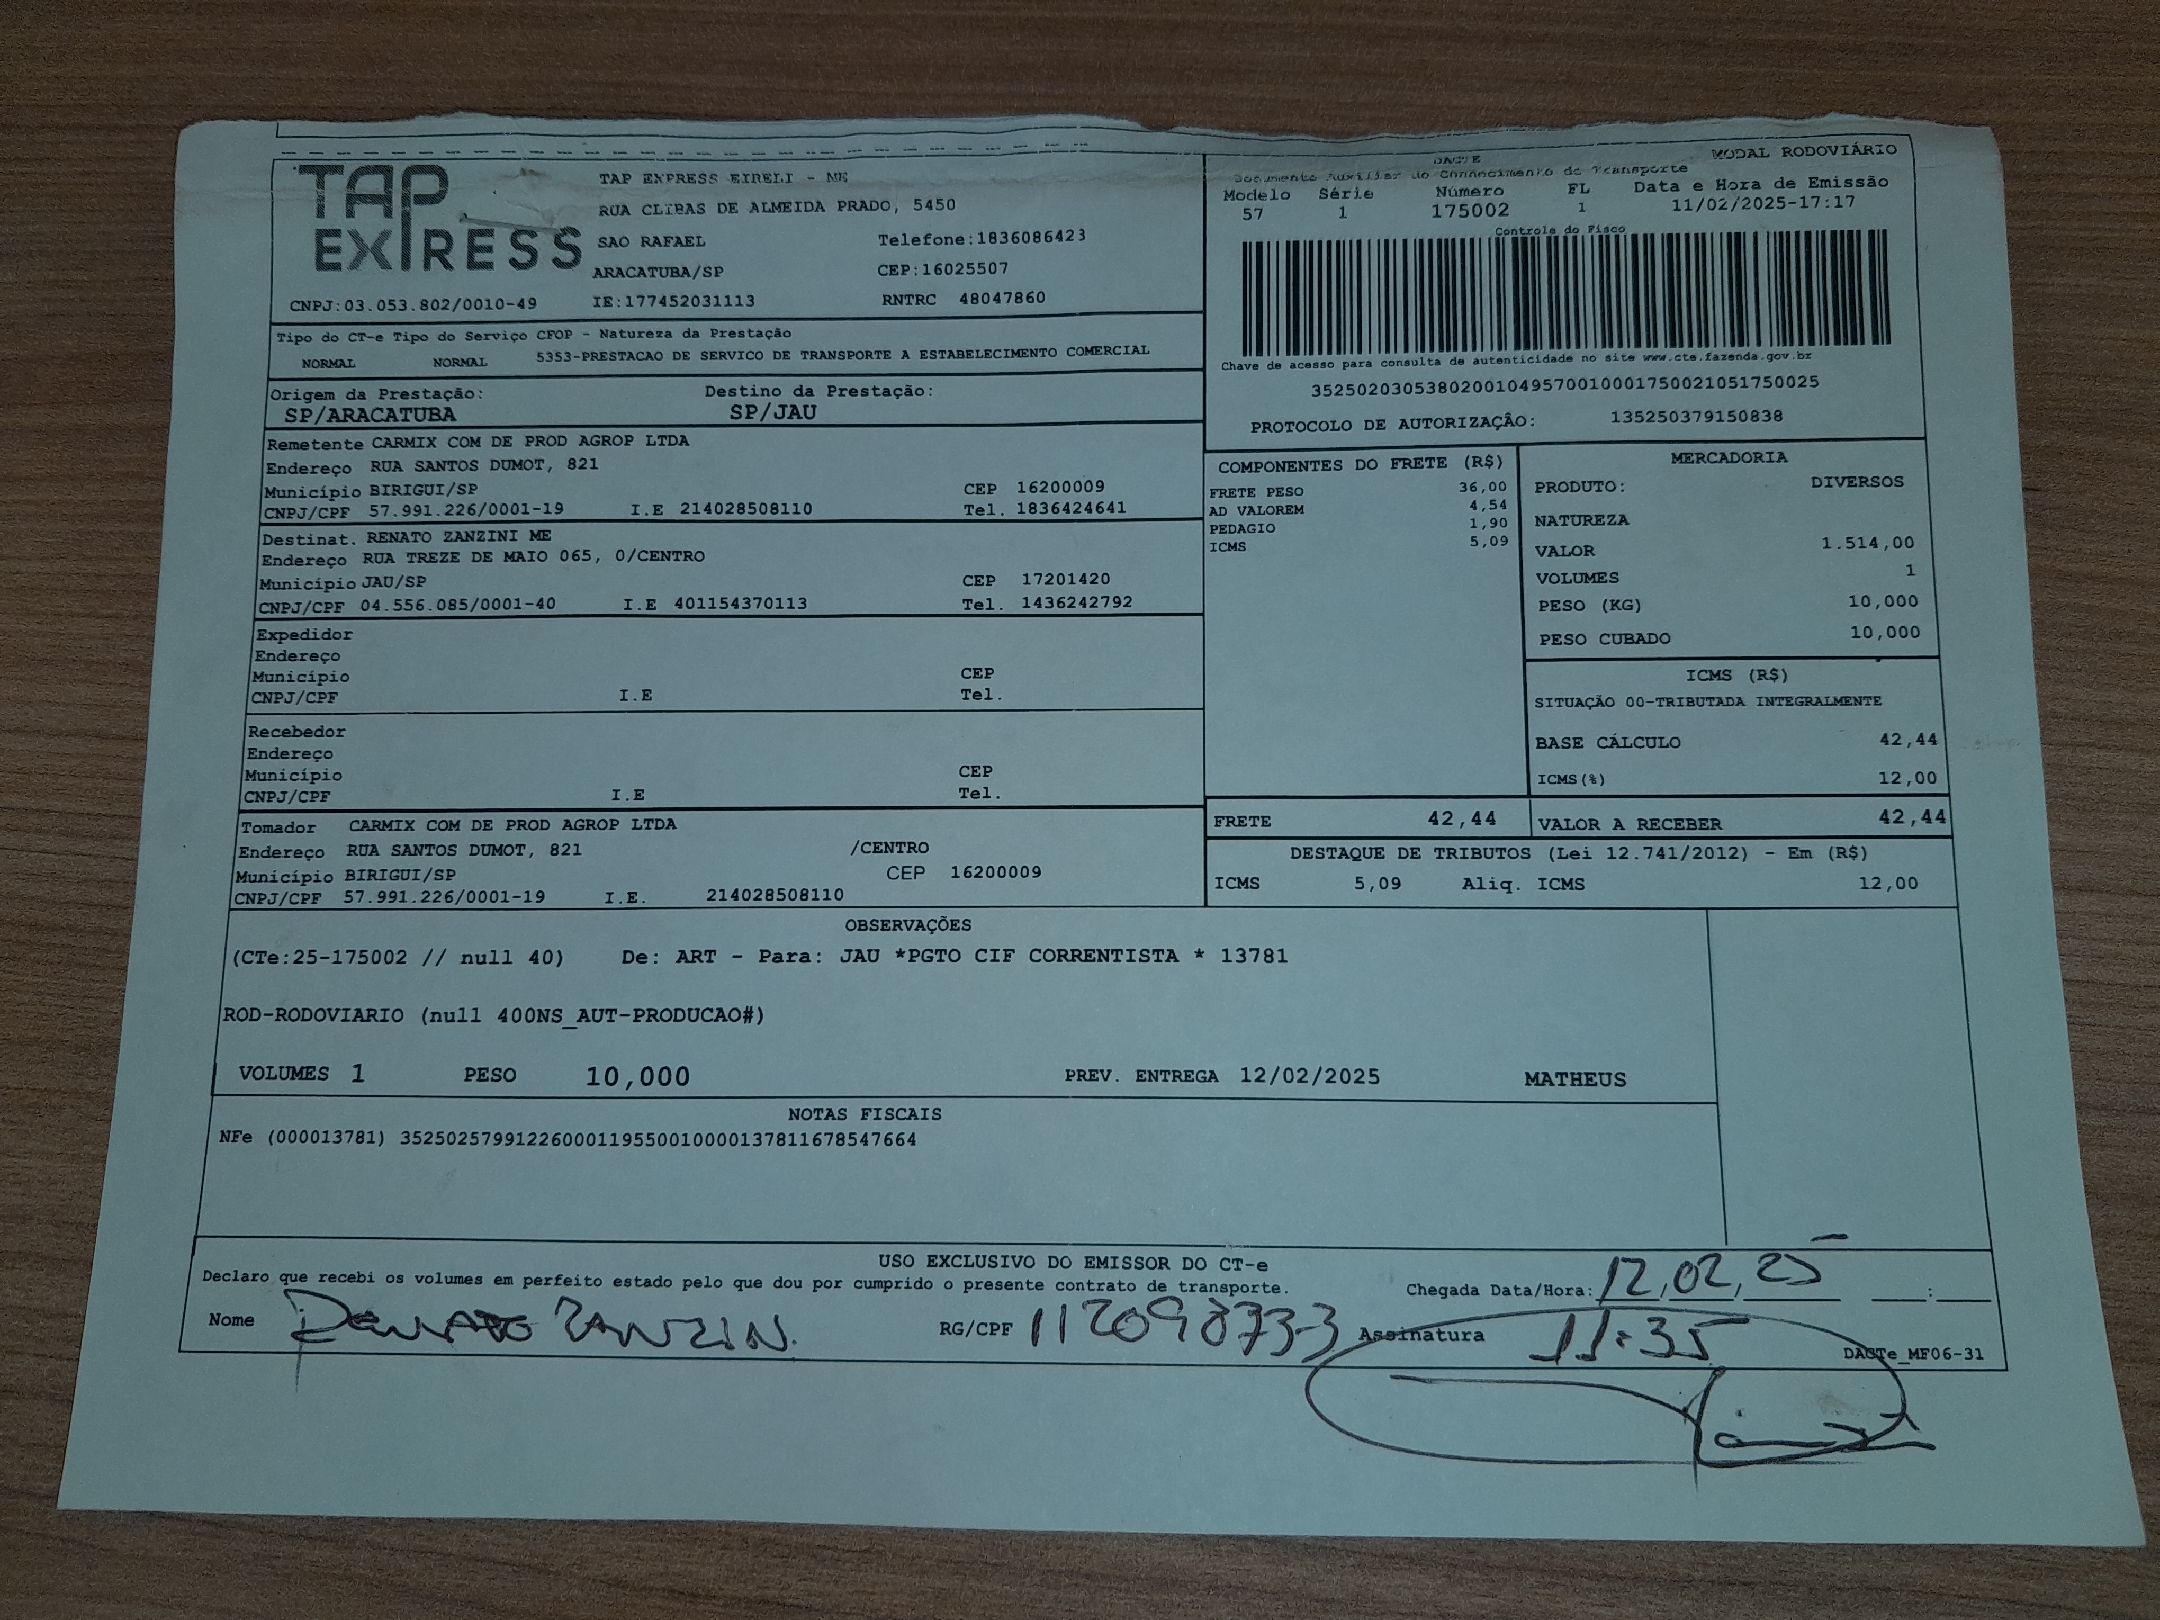 TAP EXPRESS
TAP EXPRESS EIRELI - ME
RUA CLIBAS DE ALMEIDA PRADO, 5450
SAO RAFAEL Telefone:1836086423
ARACATUBA/SP CEP:16025507
CNPJ:03.053.802/0010-49 IE:177452031113 RNTRC 48047860
DACTE MODAL RODOVIÁRIO
Documento Auxiliar do Conhecimento de Transporte
Modelo Série Número FL Data e Hora de Emissão
57 1 175002 1 11/02/2025-17:17
Controle do Fisco
Chave de acesso para consulta de autenticidade no site www.cte.fazenda.gov.br
35250203053802001049570010001750021051750025
PROTOCOLO DE AUTORIZAÇÂO: 135250379150838
Tipo do CT-e Tipo do Serviço CFOP - Natureza da Prestação
NORMAL NORMAL 5353-PRESTACAO DE SERVICO DE TRANSPORTE A ESTABELECIMENTO COMERCIAL
Origem da Prestação: Destino da Prestação:
SP/ARACATUBA SP/JAU
Remetente CARMIX COM DE PROD AGROP LTDA
Endereço RUA SANTOS DUMOT, 821
Município BIRIGUI/SP CEP 16200009
CNPJ/CPF 57.991.226/0001-19 I.E 214028508110 Tel. 1836424641
Destinat. RENATO ZANZINI ME
Endereço RUA TREZE DE MAIO 065, 0/CENTRO
Município JAU/SP CEP 17201420
CNPJ/CPF 04.556.085/0001-40 I.E 401154370113 Tel. 1436242792
Expedidor
Endereço
Município CEP
CNPJ/CPF I.E Tel.
Recebedor
Endereço
Município CEP
CNPJ/CPF I.E Tel.
Tomador CARMIX COM DE PROD AGROP LTDA
Endereço RUA SANTOS DUMOT, 821 /CENTRO
Município BIRIGUI/SP CEP 16200009
CNPJ/CPF 57.991.226/0001-19 I.E. 214028508110
COMPONENTES DO FRETE (R$)
FRETE PESO 36,00
AD VALOREM 4,54
PEDAGIO 1,90
ICMS 5,09
MERCADORIA
PRODUTO: DIVERSOS
NATUREZA
VALOR 1.514,00
VOLUMES 1
PESO (KG) 10,000
PESO CUBADO 10,000
ICMS (R$)
SITUAÇÃO 00-TRIBUTADA INTEGRALMENTE
BASE CÁLCULO 42,44
ICMS(%) 12,00
FRETE 42,44 VALOR A RECEBER 42,44
DESTAQUE DE TRIBUTOS (Lei 12.741/2012) - Em (R$)
ICMS 5,09 Aliq. ICMS 12,00
OBSERVAÇÕES
(CTe:25-175002 // null 40) De: ART - Para: JAU *PGTO CIF CORRENTISTA * 13781
ROD-RODOVIARIO (null 400NS_AUT-PRODUCAO#)
VOLUMES 1 PESO 10,000 PREV. ENTREGA 12/02/2025 MATHEUS
NOTAS FISCAIS
NFe (000013781) 35250257991226000119550010000137811678547664
USO EXCLUSIVO DO EMISSOR DO CT-e
Declaro que recebi os volumes em perfeito estado pelo que dou por cumprido o presente contrato de transporte.
Chegada Data/Hora: 12,02,25 :
Nome RENATO ZANZINI RG/CPF 11209873-3 Assinatura 11:35
DACTe_MF06-31